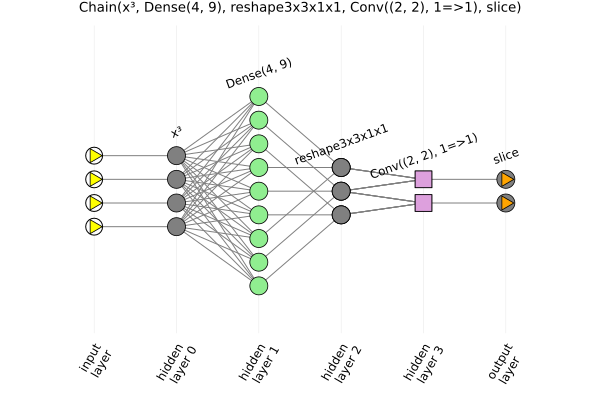 Chain(x³, Dense(4, 9), reshape3x3x1x1, Conv((2, 2), 1=>1), slice)
Dense(4, 9)
x³
reshape3x3x1x1
Conv((2, 2), 1=>1)
slice
input
layer
hidden
layer 0
hidden
layer 1
hidden
layer 2
hidden
layer 3
output
layer